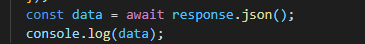 const data = await response.json();
console.log(data);